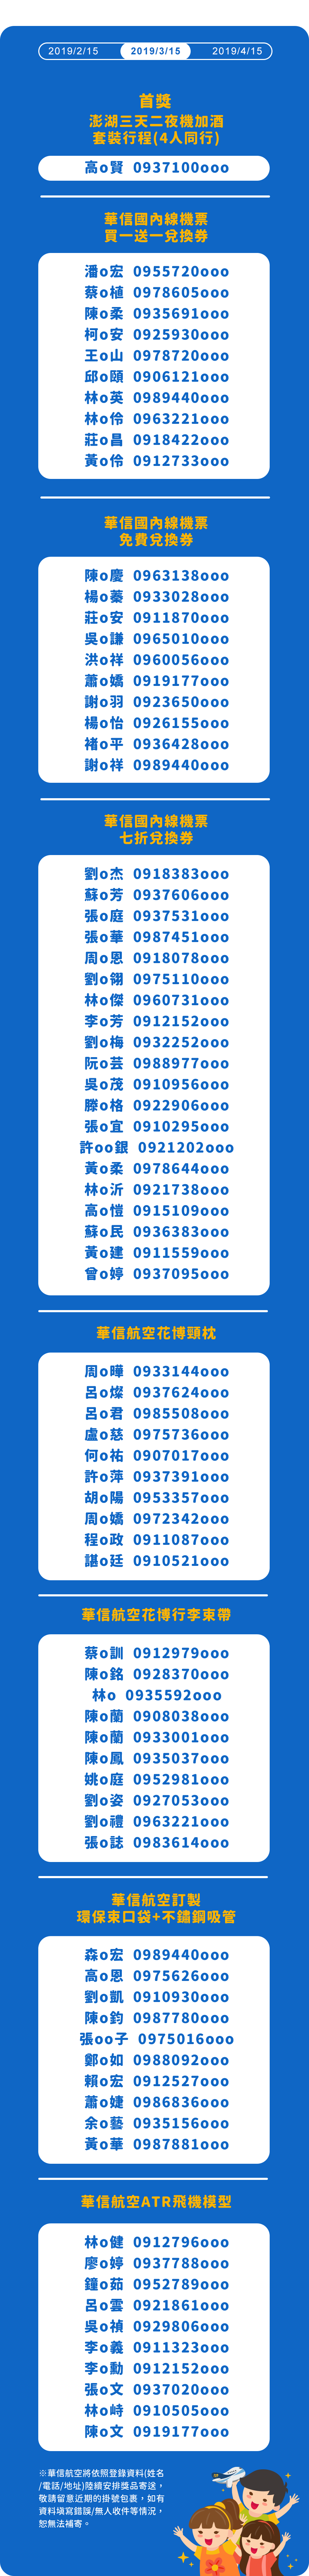 2019/2/15 2019/3/15 2019/4/15
首獎
澎湖三天二夜機加酒
套裝行程(4人同行)
高o賢 0937100ooo
華信國內線機票
買一送一兌換券
潘o宏 0955720ooo
蔡o植 0978605ooo
陳o柔 0935691ooo
柯o安 0925930ooo
王o山 0978720ooo
邱o頤 0906121ooo
林o英 0989440ooo
林o伶 0963221ooo
莊o昌 0918422ooo
黃o伶 0912733ooo
華信國內線機票
免費兌換券
陳o慶 0963138ooo
楊o蓁 0933028ooo
莊o安 0911870ooo
吳o謙 0965010ooo
洪o祥 0960056ooo
蕭o嬌 0919177ooo
謝o羽 0923650ooo
楊o怡 0926155ooo
褚o平 0936428ooo
謝o祥 0989440ooo
華信國內線機票
七折兌換券
劉o杰 0918383ooo
蘇o芳 0937606ooo
張o庭 0937531ooo
張o華 0987451ooo
周o恩 0918078ooo
劉o翎 0975110ooo
林o傑 0960731ooo
李o芳 0912152ooo
劉o梅 0932252ooo
阮o芸 0988977ooo
吳o茂 0910956ooo
滕o格 0922906ooo
張o宜 0910295ooo
許oo銀 0921202ooo
黃o柔 0978644ooo
林o沂 0921738ooo
高o愷 0915109ooo
蘇o民 0936383ooo
黃o建 0911559ooo
曾o婷 0937095ooo
華信航空花博頸枕
周o曄 0933144ooo
呂o燦 0937624ooo
呂o君 0985508ooo
盧o慈 0975736ooo
何o祐 0907017ooo
許o萍 0937391ooo
胡o陽 0953357ooo
周o嬌 0972342ooo
程o政 0911087ooo
諶o廷 0910521ooo
華信航空花博行李束帶
蔡o訓 0912979ooo
陳o銘 0928370ooo
林o 0935592ooo
陳o蘭 0908038ooo
陳o蘭 0933001ooo
陳o鳳 0935037ooo
姚o庭 0952981ooo
劉o姿 0927053ooo
劉o禮 0963221ooo
張o誌 0983614ooo
華信航空訂製
環保束口袋+不鏽鋼吸管
森o宏 0989440ooo
高o恩 0975626ooo
劉o凱 0910930ooo
陳o鈞 0987780ooo
張oo子 0975016ooo
鄭o如 0988092ooo
賴o宏 0912527ooo
蕭o婕 0986836ooo
余o藝 0935156ooo
黃o華 0987881ooo
華信航空ATR飛機模型
林o健 0912796ooo
廖o婷 0937788ooo
鐘o茹 0952789ooo
呂o雲 0921861ooo
吳o禎 0929806ooo
李o義 0911323ooo
李o勳 0912152ooo
張o文 0937020ooo
林o峙 0910505ooo
陳o文 0919177ooo
※華信航空將依照登錄資料(姓名
/電話/地址)陸續安排獎品寄送，
敬請留意近期的掛號包裹，如有
資料填寫錯誤/無人收件等情況，
恕無法補寄。